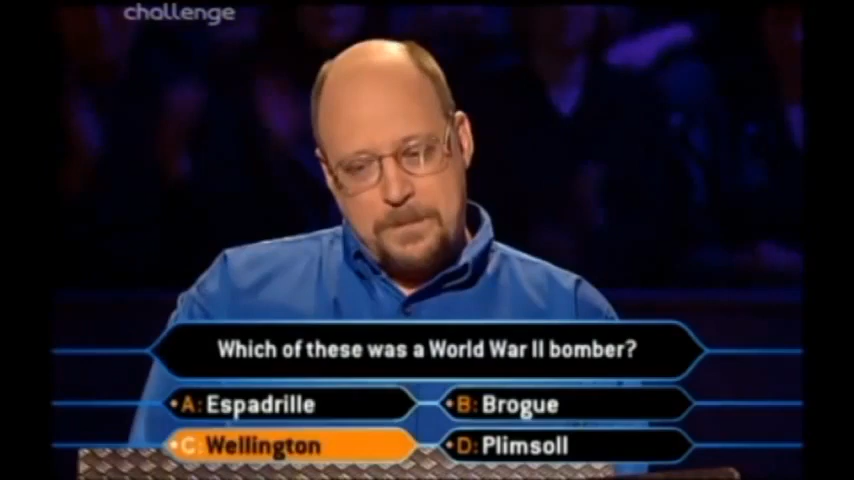 challenge
Which of these was a World War II bomber?
A: Espadrille
B: Brogue
C: Wellington
D: Plimsoll